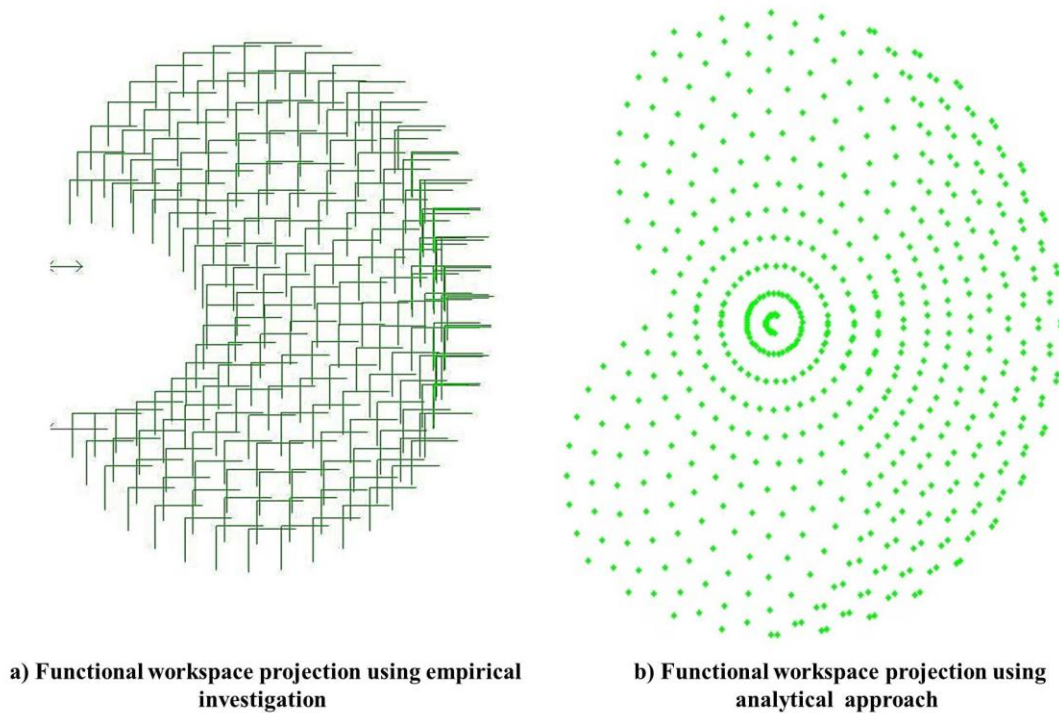 a) Functional workspace projection using empirical
investigation
b) Functional workspace projection using
analytical approach